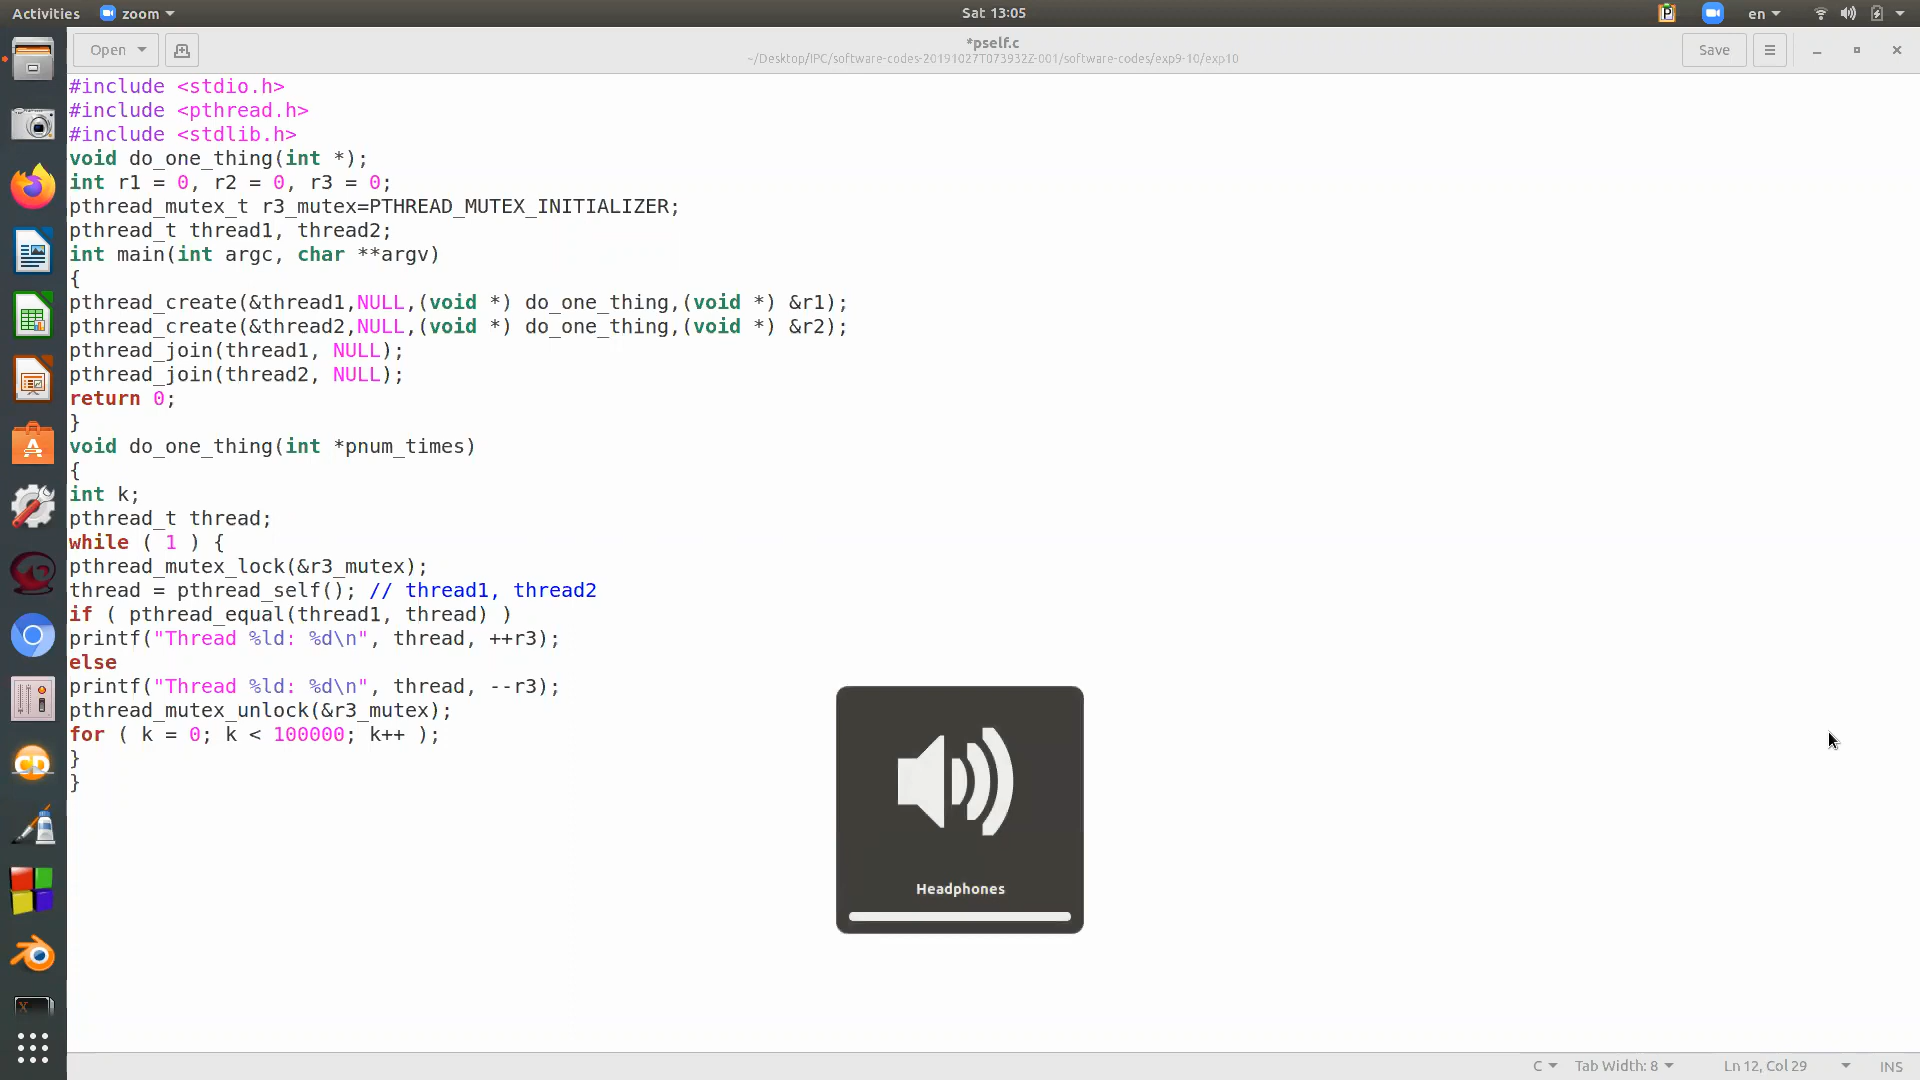 Activities zoom Sat 13:05 en
Open *pself.c Save
~/Desktop/IPC/software-codes-20191027T073932Z-001/software-codes/exp9-10/exp10
#include <stdio.h>
#include <pthread.h>
#include <stdlib.h>
void do_one_thing(int *);
int r1 = 0, r2 = 0, r3 = 0;
pthread_mutex_t r3_mutex=PTHREAD_MUTEX_INITIALIZER;
pthread_t thread1, thread2;
int main(int argc, char **argv)
{
pthread_create(&thread1,NULL,(void *) do_one_thing,(void *) &r1);
pthread_create(&thread2,NULL,(void *) do_one_thing,(void *) &r2);
pthread_join(thread1, NULL);
pthread_join(thread2, NULL);
return 0;
}
void do_one_thing(int *pnum_times)
{
int k;
pthread_t thread;
while ( 1 ) {
pthread_mutex_lock(&r3_mutex);
thread = pthread_self(); // thread1, thread2
if ( pthread_equal(thread1, thread) )
printf("Thread %ld: %d\n", thread, ++r3);
else
printf("Thread %ld: %d\n", thread, --r3);
pthread_mutex_unlock(&r3_mutex);
for ( k = 0; k < 100000; k++ );
}
}
Headphones
C Tab Width: 8 Ln 12, Col 29 INS